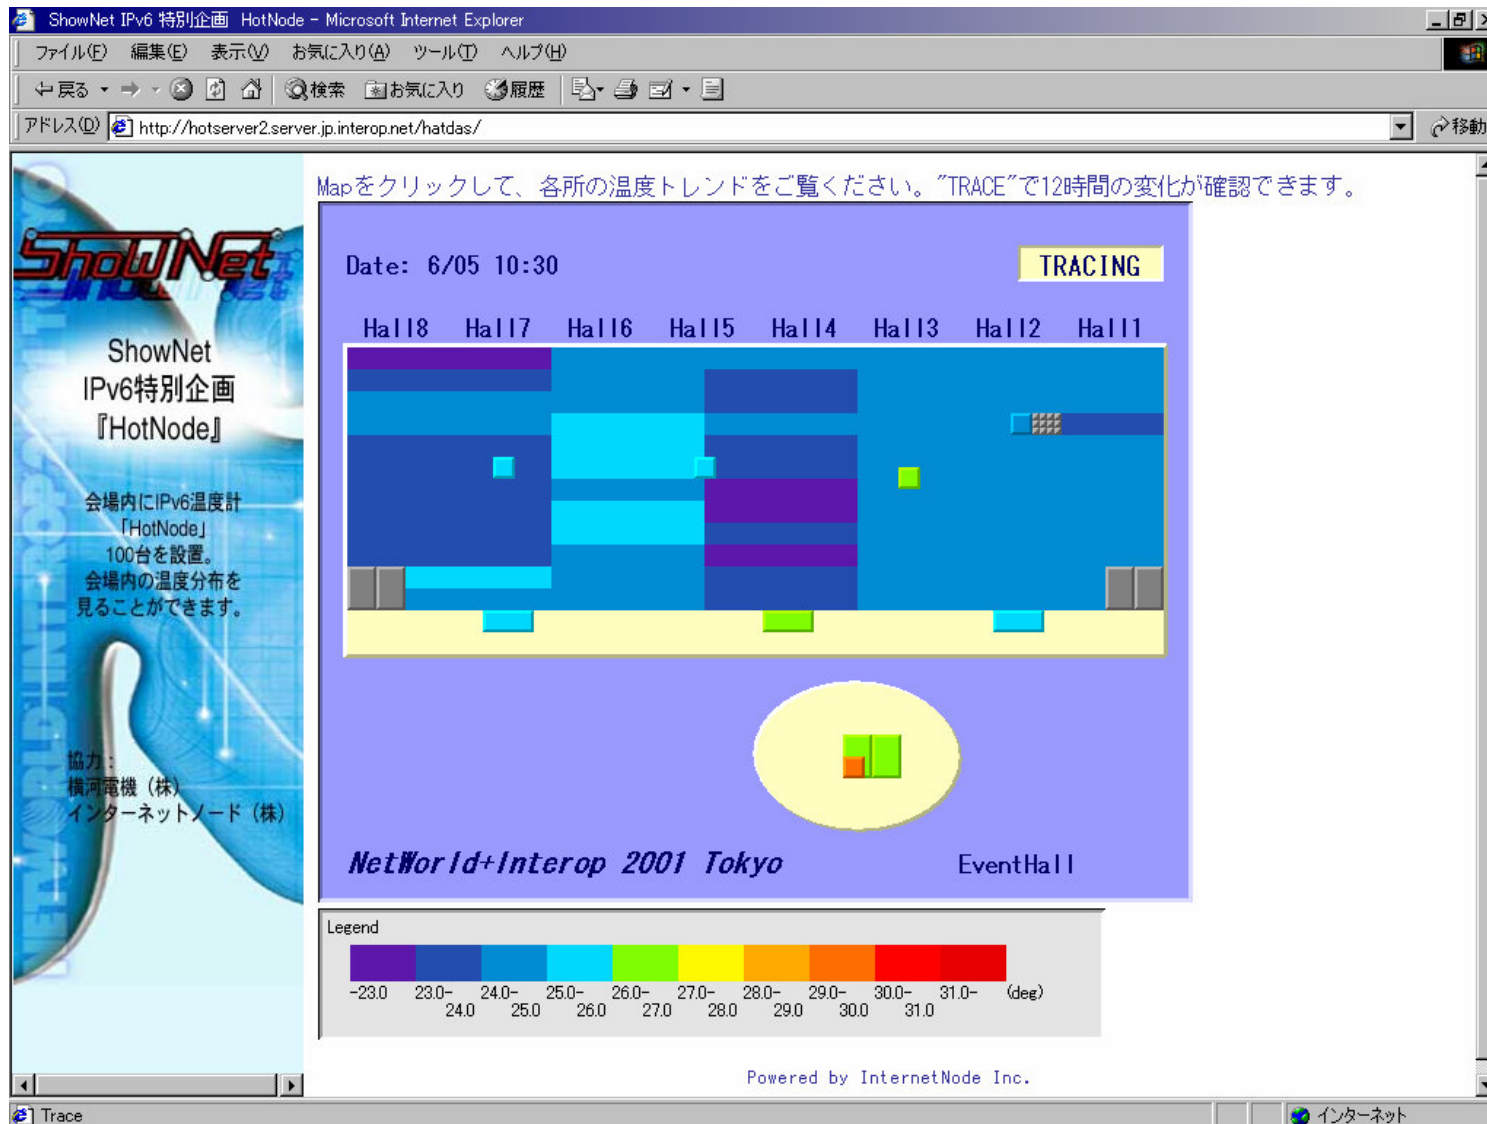 ShowNet IPv6 特別企画 HotNode - Microsoft Internet Explorer
ファイル(F) 編集(E) 表示(V) お気に入り(A) ツール(T) ヘルプ(H)
戻る 検索 お気に入り 履歴
アドレス(D) http://hotserver2.server.jp.interop.net/hatdas/ 移動
ShowNet
ShowNet
IPv6特別企画
『HotNode』
会場内にIPv6温度計
「HotNode」
100台を設置。
会場内の温度分布を
見ることができます。
協力：
横河電機（株）
インターネットノード（株）
Mapをクリックして、各所の温度トレンドをご覧ください。"TRACE"で12時間の変化が確認できます。
Date: 6/05 10:30
TRACING
Hall8 Hall7 Hall6 Hall5 Hall4 Hall3 Hall2 Hall1
NetWorld+Interop 2001 Tokyo
EventHall
Legend
-23.0 23.0- 24.0- 25.0- 26.0- 27.0- 28.0- 29.0- 30.0- 31.0- (deg)
24.0 25.0 26.0 27.0 28.0 29.0 30.0 31.0
Powered by InternetNode Inc.
Trace
インターネット